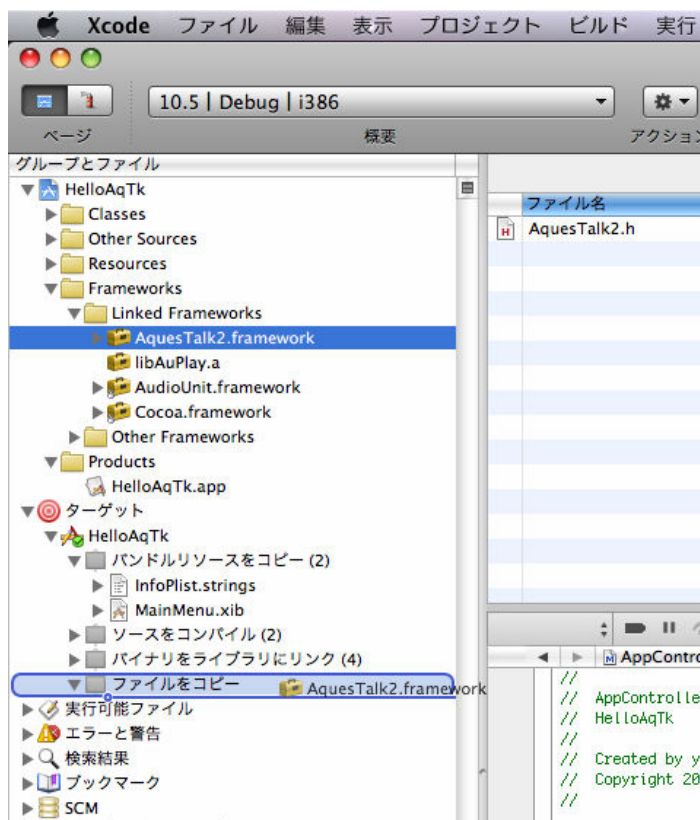 Xcode ファイル 編集 表示 プロジェクト ビルド 実行
10.5 | Debug | i386
ページ 概要 アクション
グループとファイル
HelloAqTk
ファイル名
Classes
AquesTalk2.h
Other Sources
Resources
Frameworks
Linked Frameworks
AquesTalk2.framework
libAuPlay.a
AudioUnit.framework
Cocoa.framework
Other Frameworks
Products
HelloAqTk.app
ターゲット
HelloAqTk
バンドルリソースをコピー (2)
InfoPlist.strings
MainMenu.xib
ソースをコンパイル (2)
バイナリをライブラリにリンク (4)
ファイルをコピー AquesTalk2.framework
実行可能ファイル
エラーと警告
検索結果
ブックマーク
SCM
AppContro
//
// AppControlle
// HelloAqTk
//
// Created by y
// Copyright 20
//